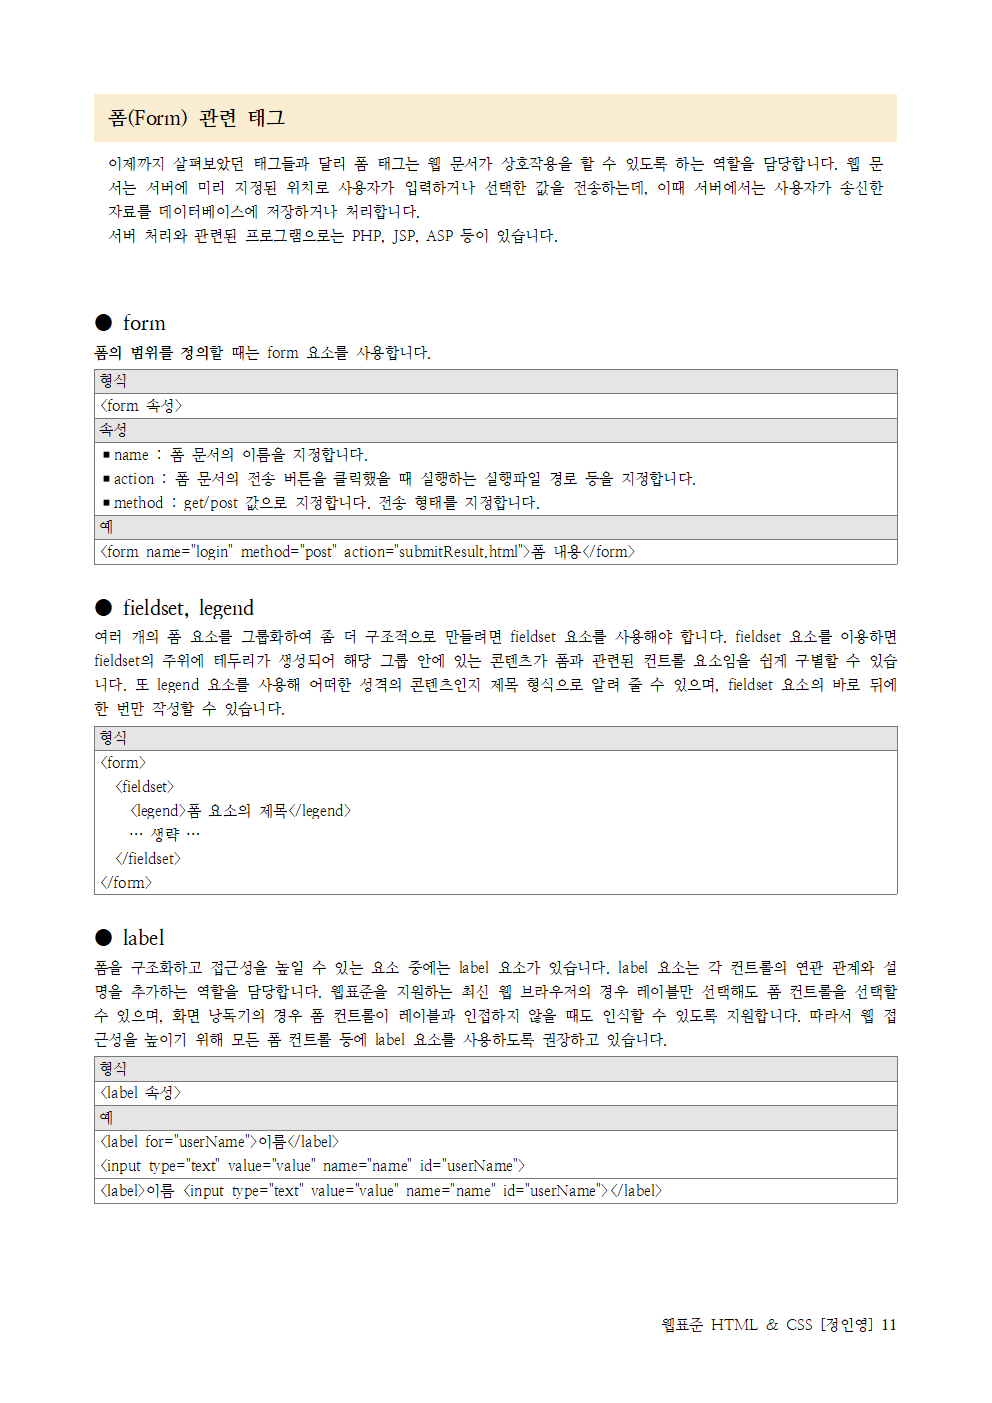 폼(Form) 관련 태그
이제까지 살펴보았던 태그들과 달리 폼 태그는 웹 문서가 상호작용을 할 수 있도록 하는 역할을 담당합니다. 웹 문
서는 서버에 미리 지정된 위치로 사용자가 입력하거나 선택한 값을 전송하는데, 이때 서버에서는 사용자가 송신한
자료를 데이터베이스에 저장하거나 처리합니다.
서버 처리와 관련된 프로그램으로는 PHP, JSP, ASP 등이 있습니다.
● form
폼의 범위를 정의할 때는 form 요소를 사용합니다.
형식
<form 속성>
속성
■ name : 폼 문서의 이름을 지정합니다.
■ action : 폼 문서의 전송 버튼을 클릭했을 때 실행하는 실행파일 경로 등을 지정합니다.
■ method : get/post 값으로 지정합니다. 전송 형태를 지정합니다.
예
<form name="login" method="post" action="submitResult.html">폼 내용</form>
● fieldset, legend
여러 개의 폼 요소를 그룹화하여 좀 더 구조적으로 만들려면 fieldset 요소를 사용해야 합니다. fieldset 요소를 이용하면
fieldset의 주위에 테두리가 생성되어 해당 그룹 안에 있는 콘텐츠가 폼과 관련된 컨트롤 요소임을 쉽게 구별할 수 있습
니다. 또 legend 요소를 사용해 어떠한 성격의 콘텐츠인지 제목 형식으로 알려 줄 수 있으며, fieldset 요소의 바로 뒤에
한 번만 작성할 수 있습니다.
형식
<form>
<fieldset>
<legend>폼 요소의 제목</legend>
… 생략 …
</fieldset>
</form>
● label
폼을 구조화하고 접근성을 높일 수 있는 요소 중에는 label 요소가 있습니다. label 요소는 각 컨트롤의 연관 관계와 설
명을 추가하는 역할을 담당합니다. 웹표준을 지원하는 최신 웹 브라우저의 경우 레이블만 선택해도 폼 컨트롤을 선택할
수 있으며, 화면 낭독기의 경우 폼 컨트롤이 레이블과 인접하지 않을 때도 인식할 수 있도록 지원합니다. 따라서 웹 접
근성을 높이기 위해 모든 폼 컨트롤 등에 label 요소를 사용하도록 권장하고 있습니다.
형식
<label 속성>
예
<label for="userName">이름</label>
<input type="text" value="value" name="name" id="userName">
<label>이름 <input type="text" value="value" name="name" id="userName"></label>
웹표준 HTML & CSS [정인영] 11